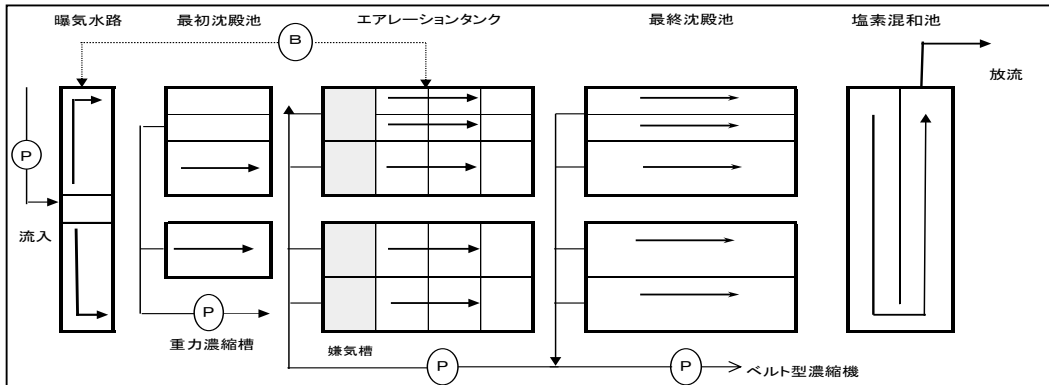 曝気水路
最初沈殿池
エアレーションタンク
最終沈殿池
塩素混和池
B
放流
P
流入
P
重力濃縮槽
嫌気槽
P
P
ベルト型濃縮機